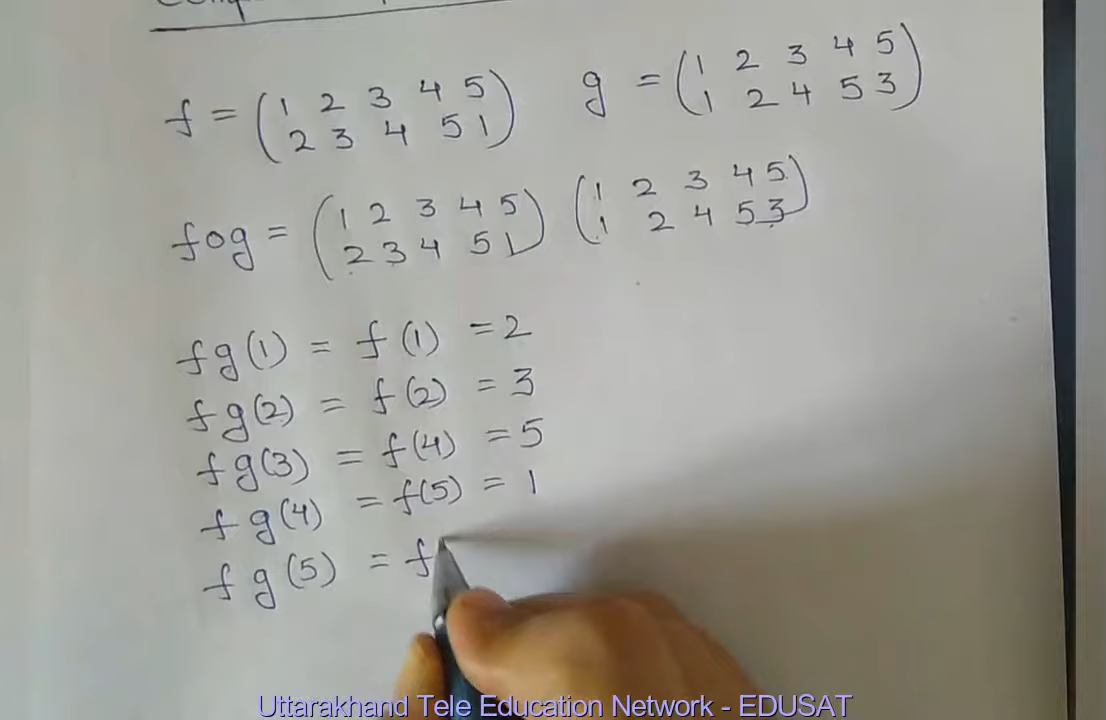 f = ( 1 2 3 4 5 ) g = ( 1 2 3 4 5 )
2 3 4 5 1 1 2 4 5 3
fog = ( 1 2 3 4 5 ) ( 1 2 3 4 5 )
2 3 4 5 1 1 2 4 5 3
fg(1) = f(1) = 2
fg(2) = f(2) = 3
fg(3) = f(4) = 5
fg(4) = f(5) = 1
fg(5) = f
Uttarakhand Tele Education Network - EDUSAT